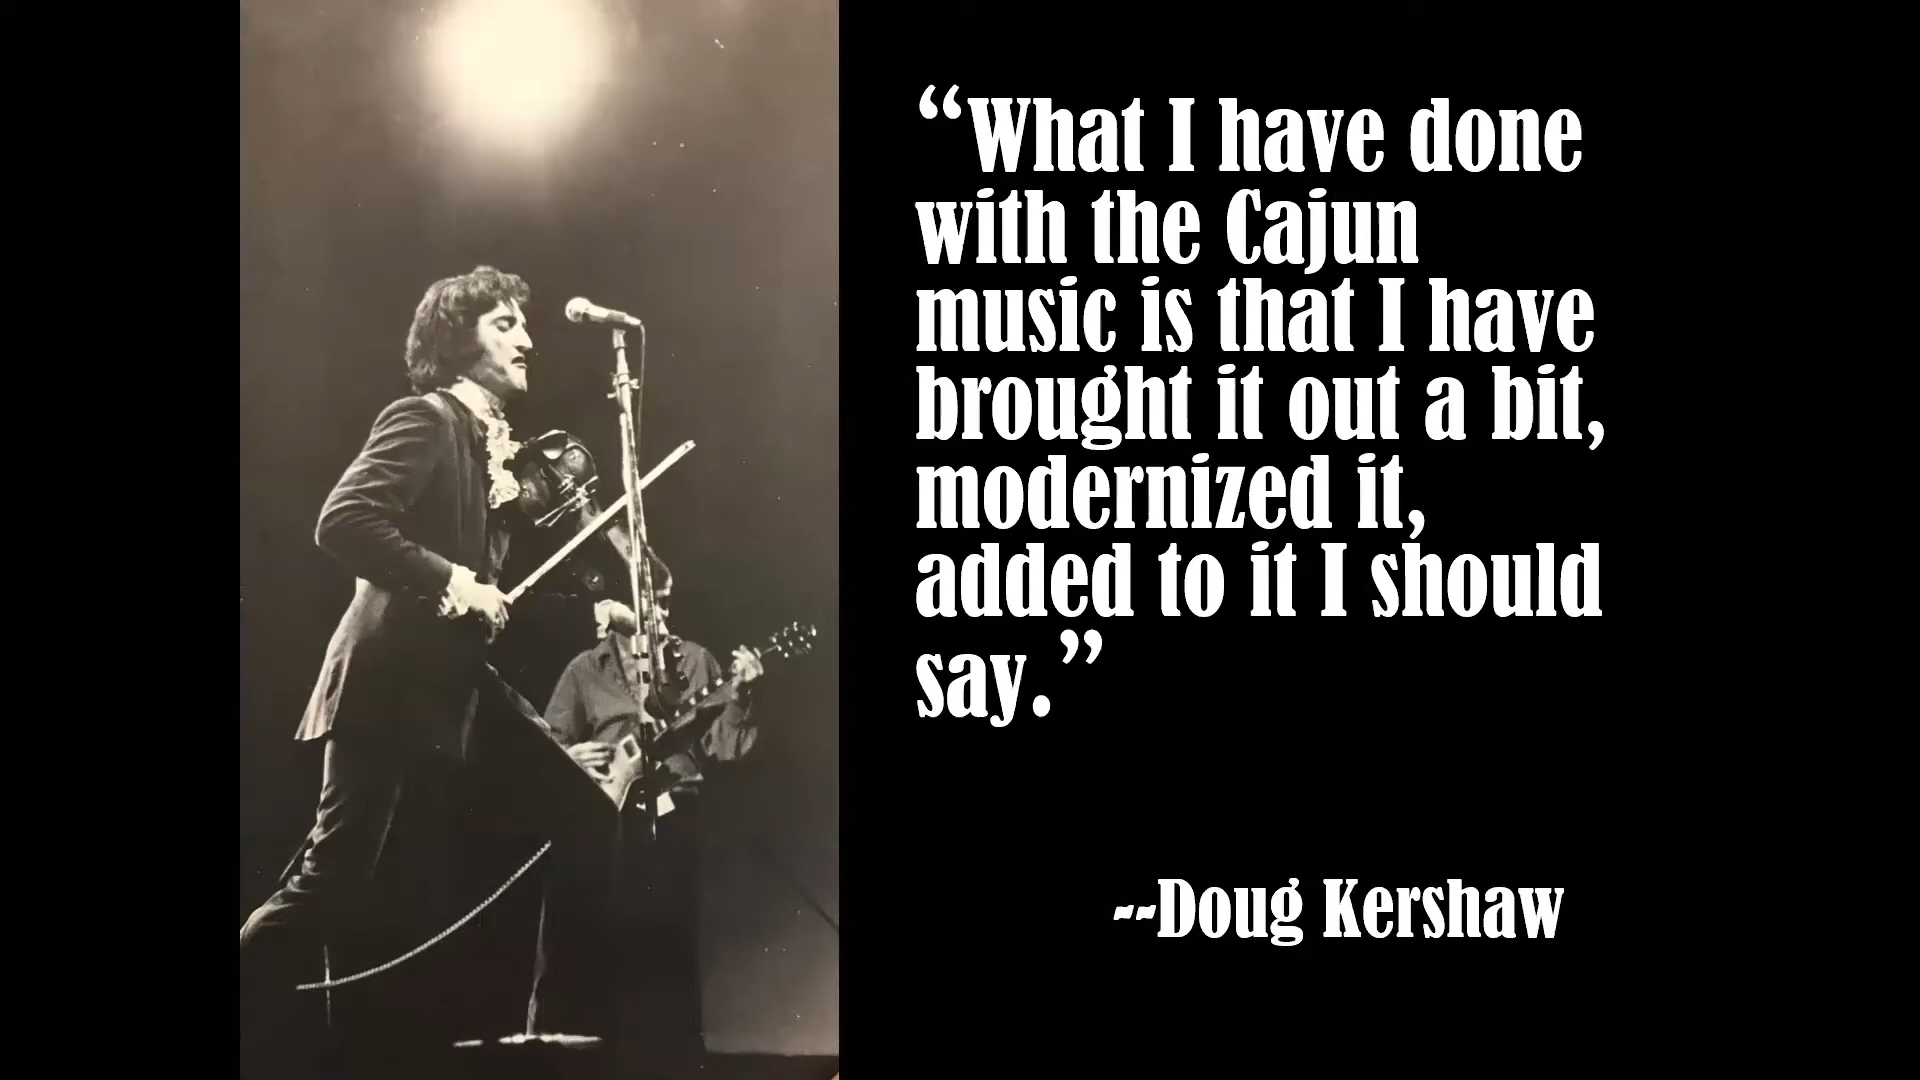 “What I have done
with the Cajun
music is that I have
brought it out a bit,
modernized it,
added to it I should
say.”
--Doug Kershaw